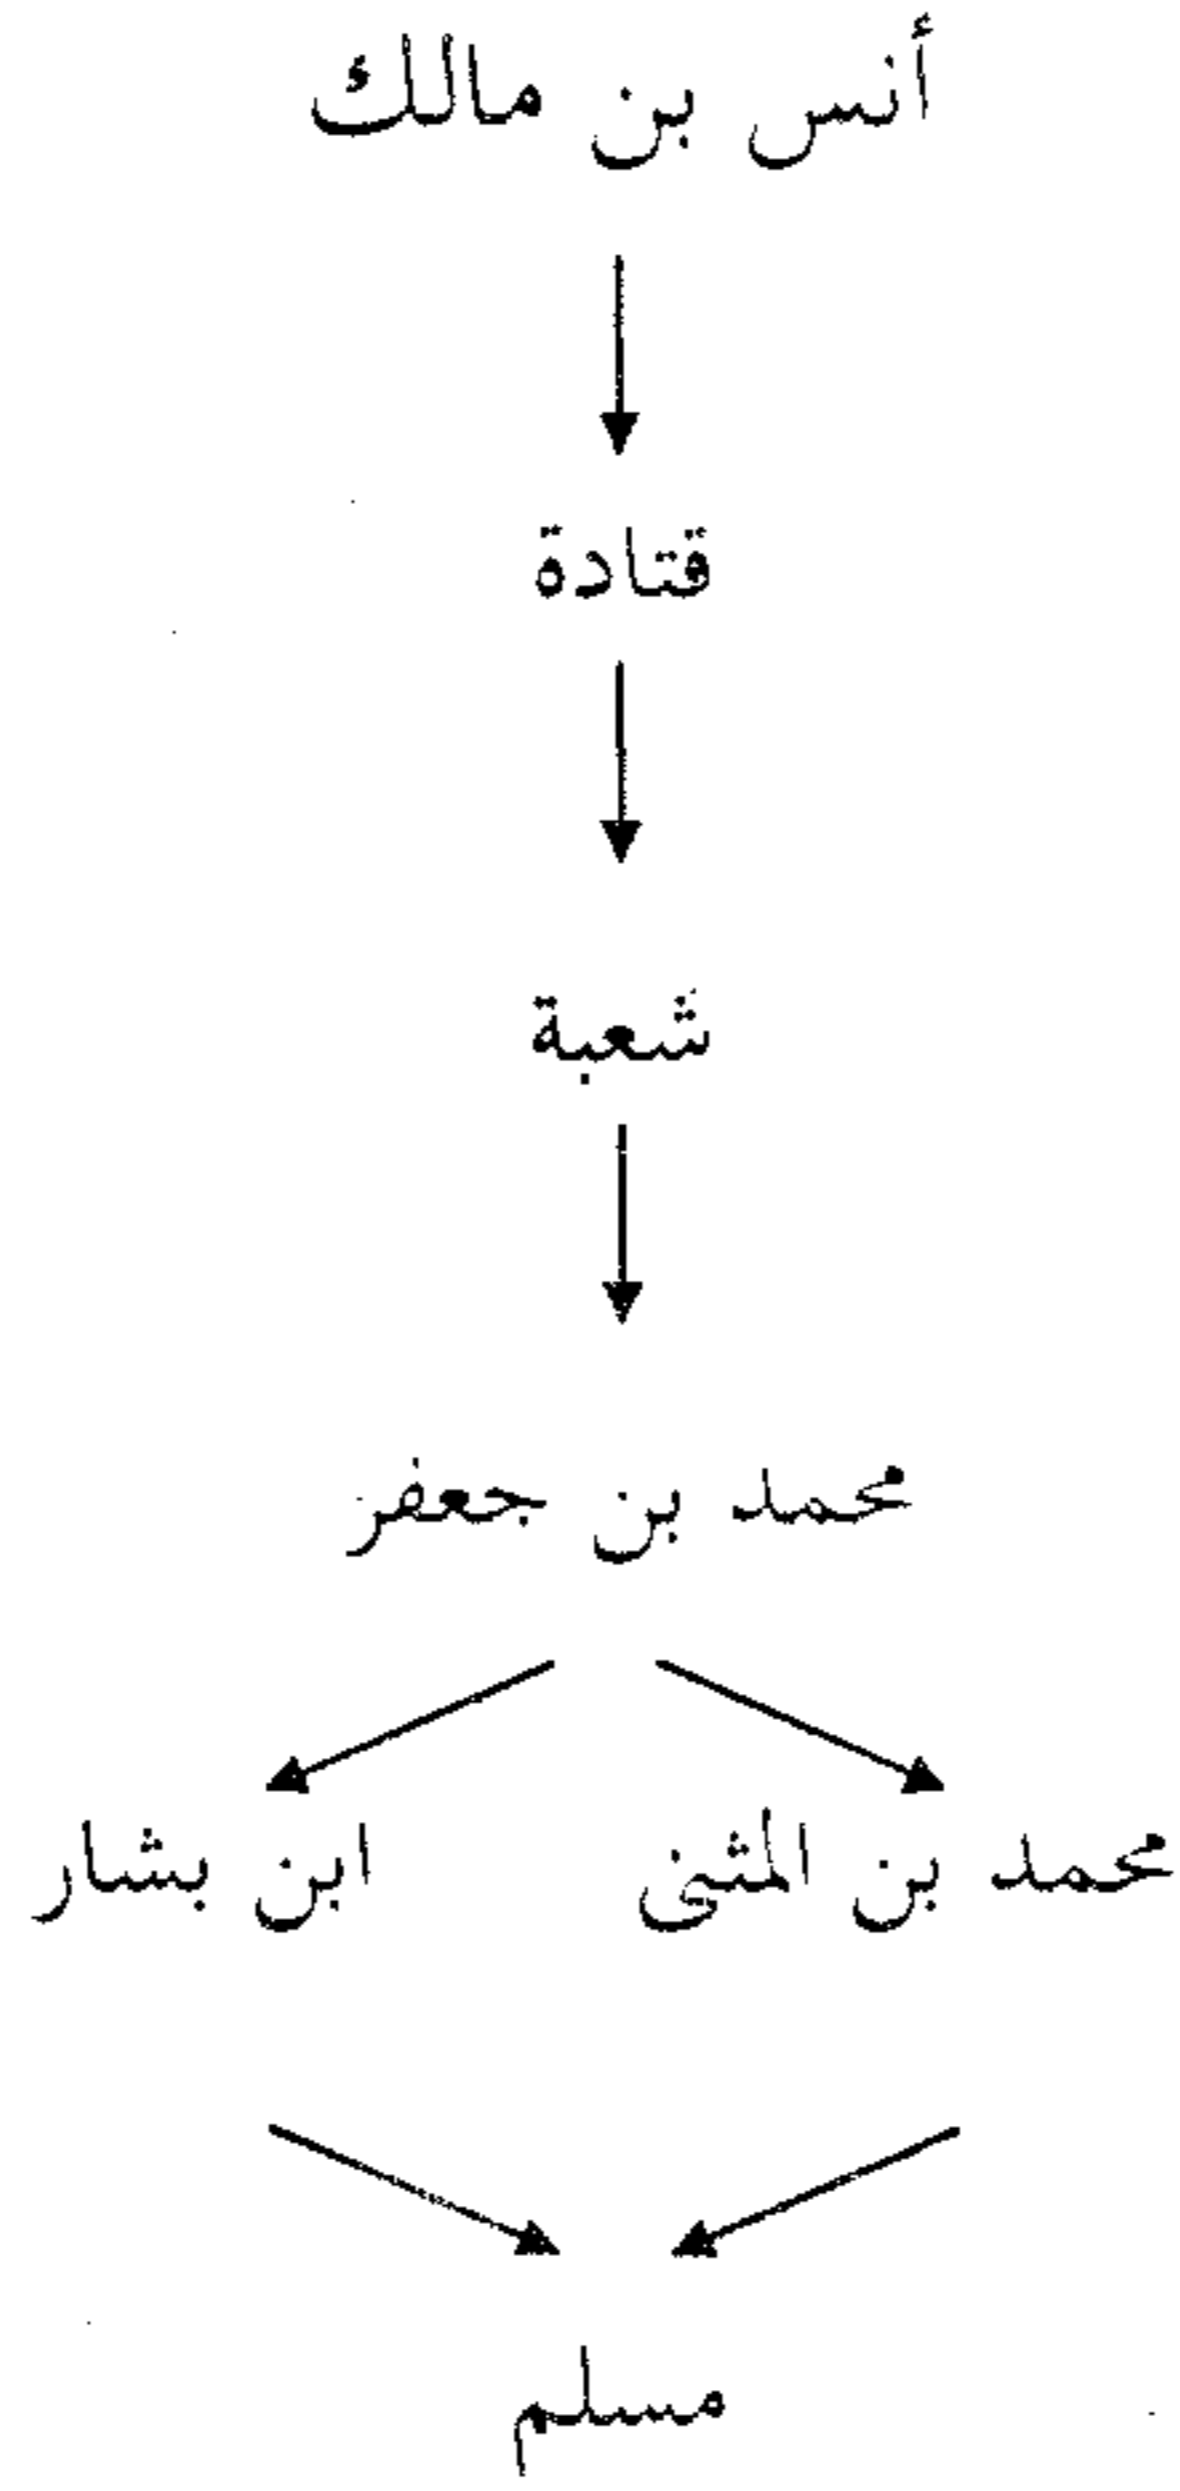 أنس بن مالك
قتادة
شعبة
محمد بن جعفر
محمد بن المثنى ابن بشار
مسلم